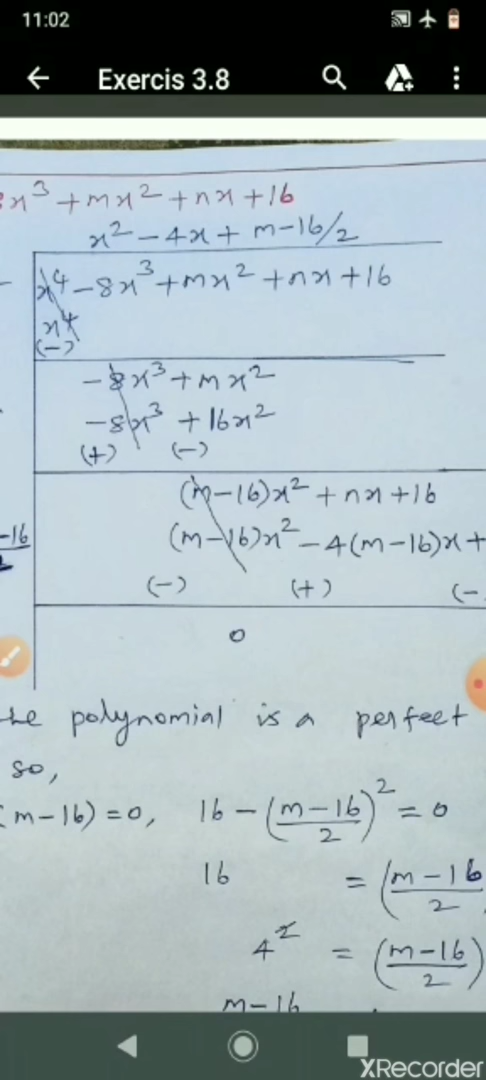 11:02
Exercis 3.8
x³ + mx² + nx + 16
x² - 4x + m-16/2
x⁴ - 8x³ + mx² + nx + 16
x⁴
(-)
-8x³ + mx²
-8x³ + 16x²
(+) (-)
(m-16)x² + nx + 16
-16
(m-16)x² - 4(m-16)x +
2
(-) (+) (-
0
polynomial is a perfect
so,
(m-16) = 0, 16 - (m-16/2)² = 0
16 = (m-16/2
4² = (m-16/2)
m-16
XRecorder